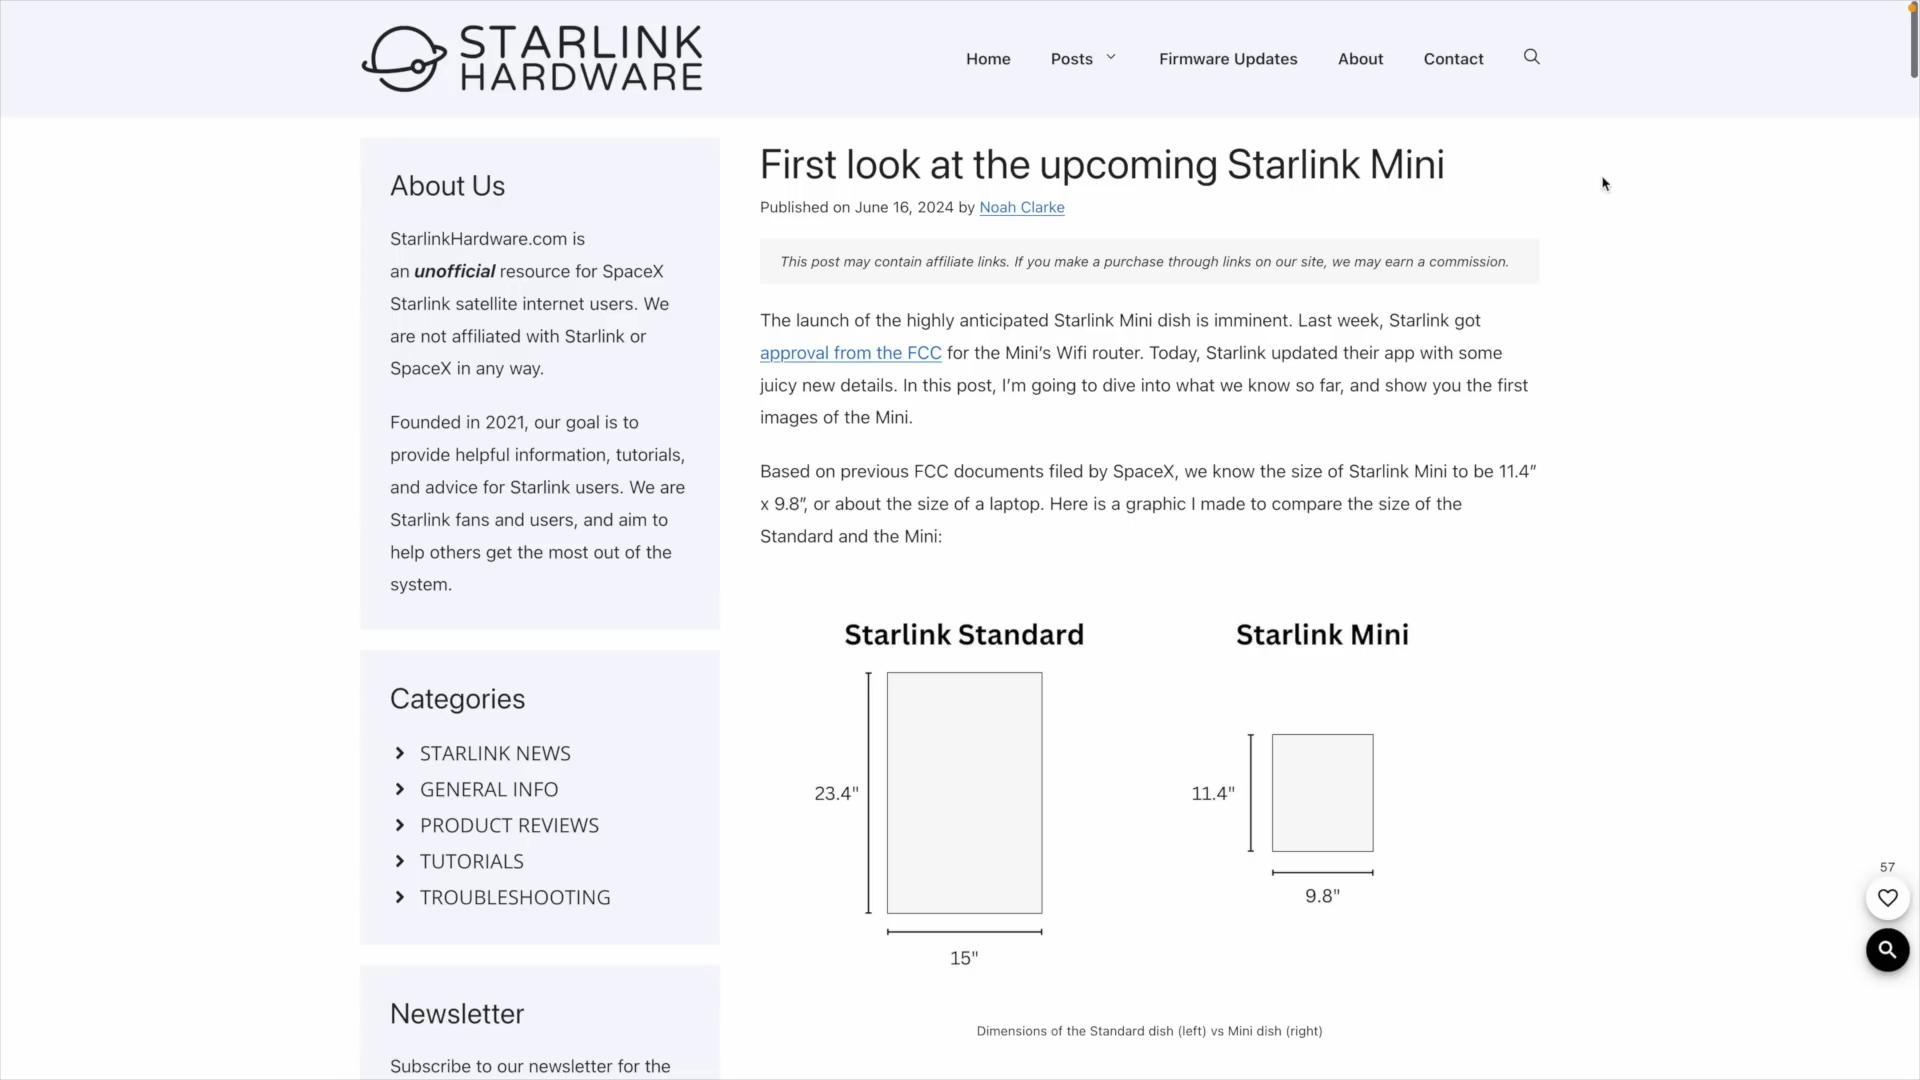 STARLINK
HARDWARE
Home
Posts
Firmware Updates
About
Contact
About Us
StarlinkHardware.com is
an unofficial resource for SpaceX
Starlink satellite internet users. We
are not affiliated with Starlink or
SpaceX in any way.
Founded in 2021, our goal is to
provide helpful information, tutorials,
and advice for Starlink users. We are
Starlink fans and users, and aim to
help others get the most out of the
system.
Categories
STARLINK NEWS
GENERAL INFO
PRODUCT REVIEWS
TUTORIALS
TROUBLESHOOTING
Newsletter
Subscribe to our newsletter for the
First look at the upcoming Starlink Mini
Published on June 16, 2024 by Noah Clarke
This post may contain affiliate links. If you make a purchase through links on our site, we may earn a commission.
The launch of the highly anticipated Starlink Mini dish is imminent. Last week, Starlink got
approval from the FCC for the Mini’s Wifi router. Today, Starlink updated their app with some
juicy new details. In this post, I’m going to dive into what we know so far, and show you the first
images of the Mini.
Based on previous FCC documents filed by SpaceX, we know the size of Starlink Mini to be 11.4”
x 9.8”, or about the size of a laptop. Here is a graphic I made to compare the size of the
Standard and the Mini:
Starlink Standard
23.4"
15"
Starlink Mini
11.4"
9.8"
Dimensions of the Standard dish (left) vs Mini dish (right)
57